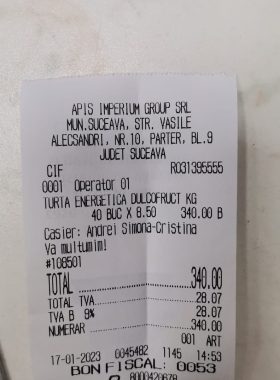 APIS IMPERIUM GROUP SRL
MUN.SUCEAVA, STR. VASILE
ALECSANDRI, NR.10, PARTER, BL.9
JUDET SUCEAVA
CIF RO31395555
0001 Operator 01
TURTA ENERGETICA DULCOFRUCT KG
40 BUC X 8.50 340.00 B
Casier: Andrei Simona-Cristina
Va multumim!
#108501
TOTAL 340.00
TOTAL TVA 28.07
TVA B 9% 28.07
NUMERAR 340.00
001 ART
17-01-2023 0045482 1145 14:53
BON FISCAL: 0053
8000420678